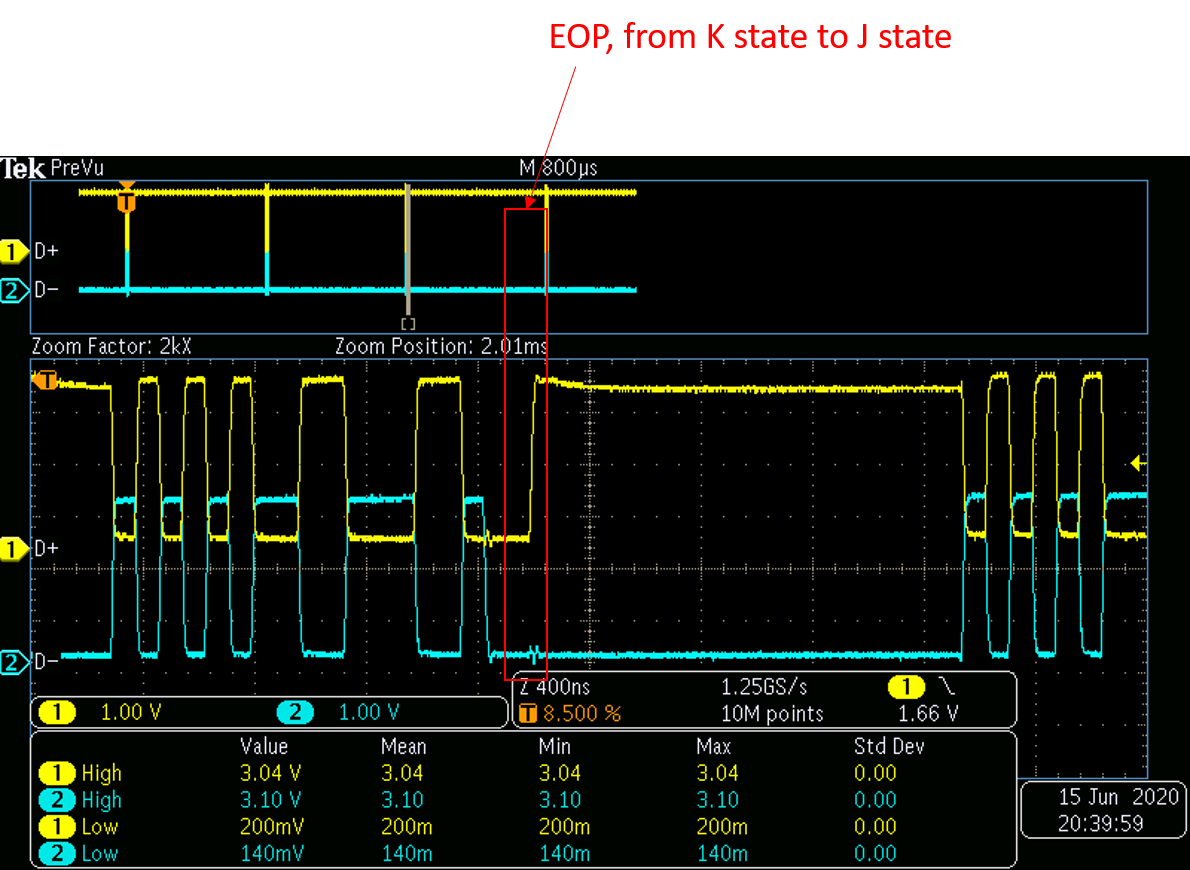 EOP, from K state to J state
Tek PreVu M 800µs
T
1 D+
2 D−
[]
Zoom Factor: 2kX Zoom Position: 2.01ms
T
1 D+
2 D−
1 1.00 V 2 1.00 V
Z 400ns 1.25GS/s 1
T 8.500 % 10M points 1.66 V
Value Mean Min Max Std Dev
1 High 3.04 V 3.04 3.04 3.04 0.00
2 High 3.10 V 3.10 3.10 3.10 0.00
1 Low 200mV 200m 200m 200m 0.00
2 Low 140mV 140m 140m 140m 0.00
15 Jun 2020
20:39:59